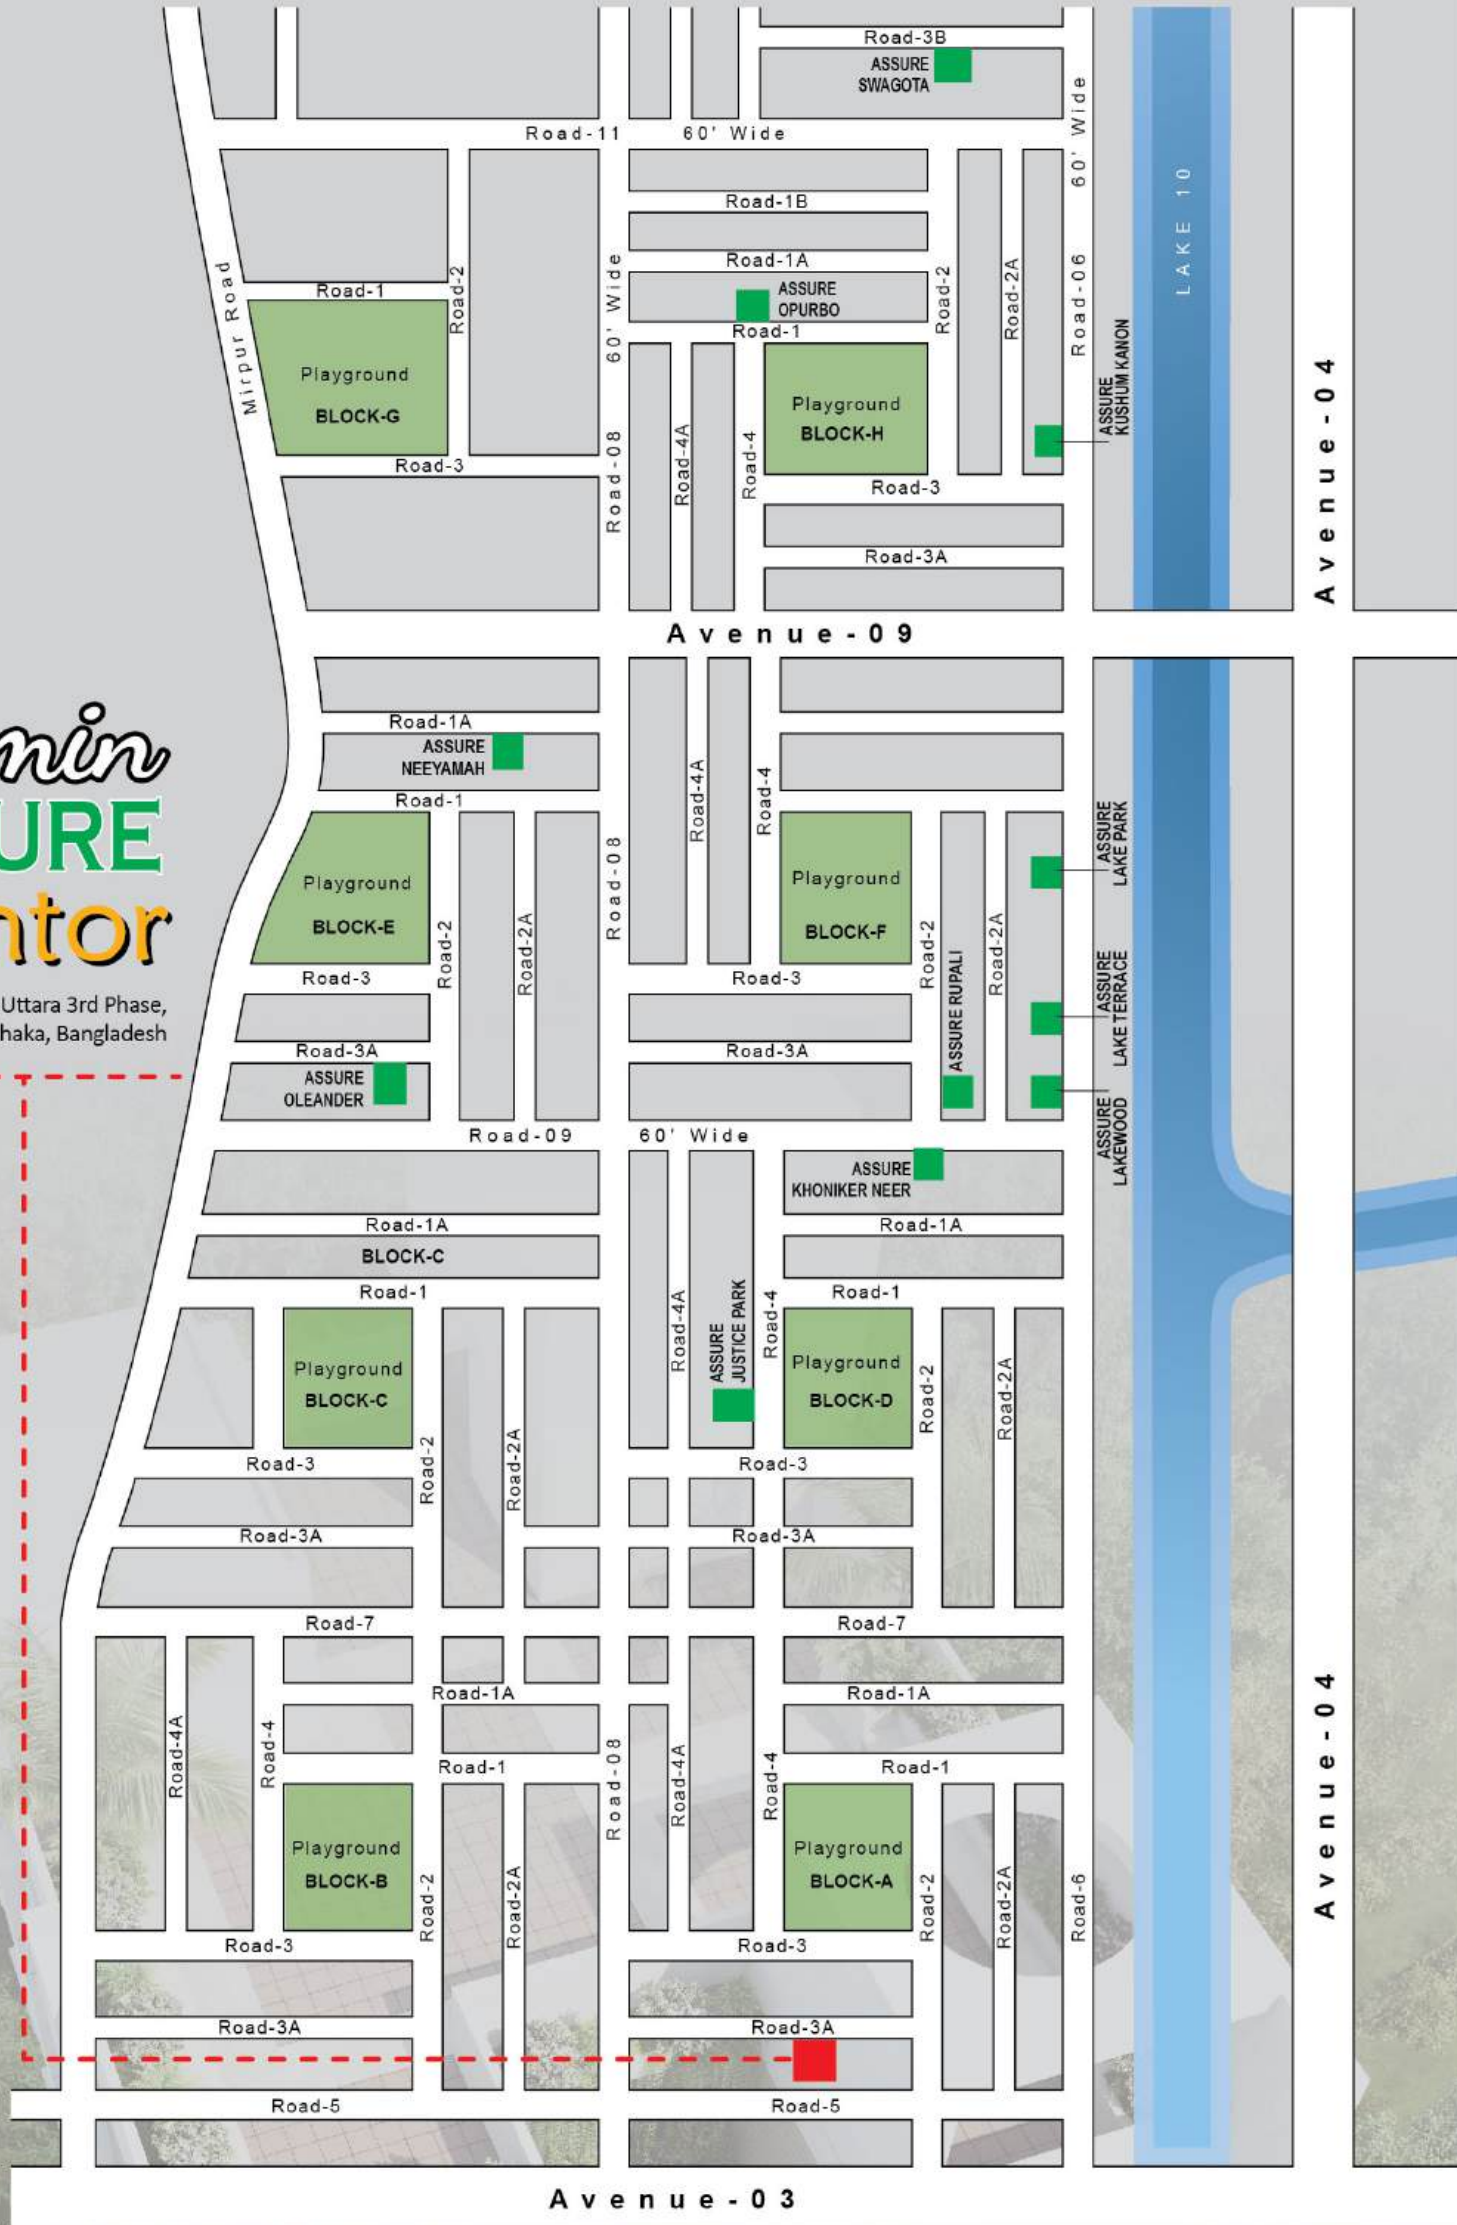 Road-3B
ASSURE
SWAGOTA
60' Wide
Road-11
60' Wide
LAKE 10
Road-1B
Road-1A
ASSURE
OPURBO
Road-1
Mirpur Road
Road-1
Road-2
60' Wide
Road-2
Road-2A
Road-06
Playground
BLOCK-G
Playground
BLOCK-H
ASSURE
KUSHUM KANON
Avenue-04
Road-3
Road-08
Road-4A
Road-4
Road-3
Road-3A
Avenue-09
Road-1A
ASSURE
NEEYAMAH
Road-1
Road-4A
Road-4
min
URE
ntor
Uttara 3rd Phase,
haka, Bangladesh
Playground
BLOCK-E
Road-2
Road-2A
Road-08
Playground
BLOCK-F
Road-2
ASSURE RUPALI
Road-2A
ASSURE
LAKE PARK
ASSURE
LAKE TERRACE
ASSURE
LAKEWOOD
Road-3
Road-3
Road-3A
Road-3A
ASSURE
OLEANDER
Road-09
60' Wide
ASSURE
KHONIKER NEER
Road-1A
Road-1A
BLOCK-C
Road-1
Road-1
Playground
BLOCK-C
Road-2
Road-2A
Road-4A
ASSURE
JUSTICE PARK
Road-4
Playground
BLOCK-D
Road-2
Road-2A
Road-3
Road-3
Road-3A
Road-3A
Road-7
Road-7
Road-1A
Road-1A
Road-4A
Road-4
Road-1
Road-08
Road-4A
Road-4
Road-1
Avenue-04
Playground
BLOCK-B
Road-2
Road-2A
Playground
BLOCK-A
Road-2
Road-2A
Road-6
Road-3
Road-3
Road-3A
Road-3A
Road-5
Road-5
Avenue-03